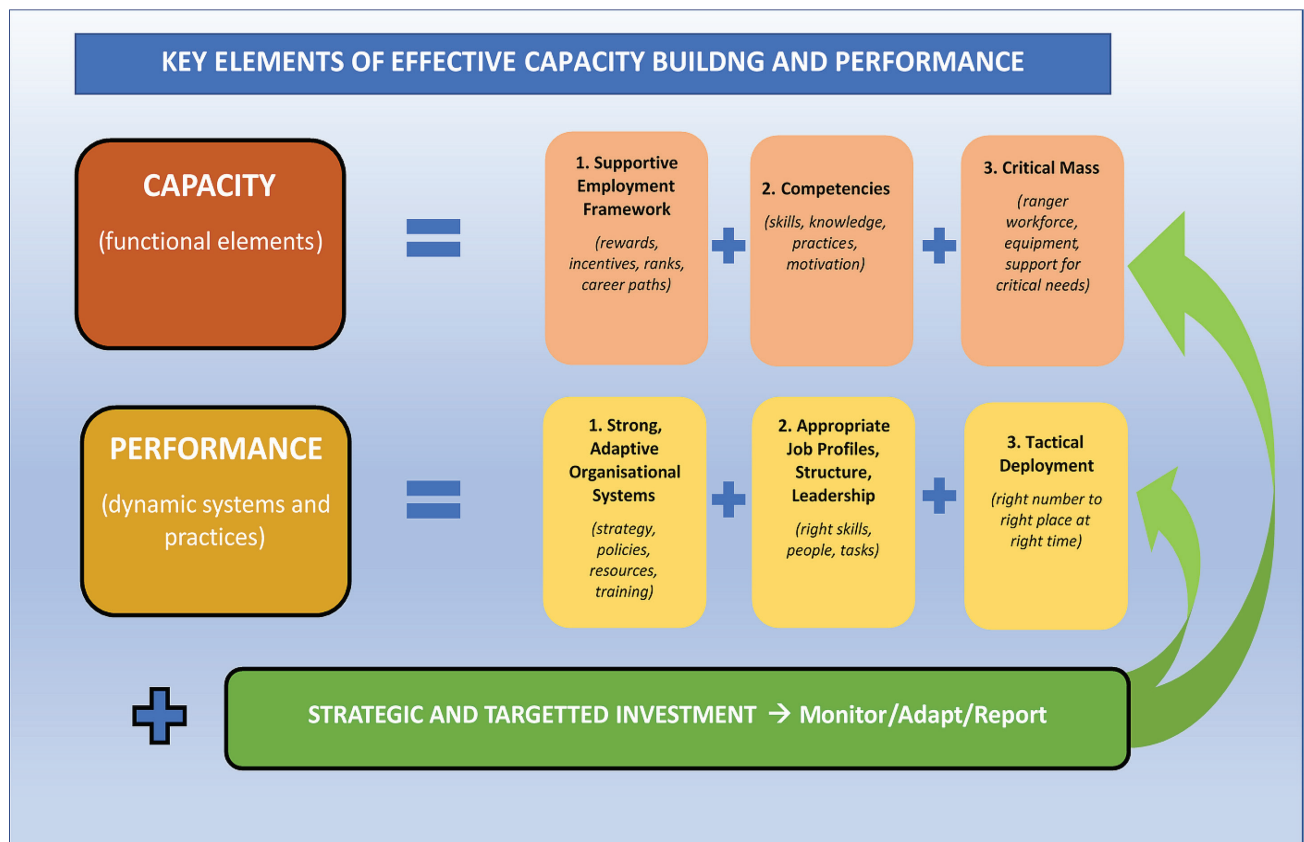 KEY ELEMENTS OF EFFECTIVE CAPACITY BUILDNG AND PERFORMANCE
CAPACITY
(functional elements)
1. Supportive
Employment
Framework
(rewards,
incentives, ranks,
career paths)
2. Competencies
(skills, knowledge,
practices,
motivation)
3. Critical Mass
(ranger
workforce,
equipment,
support for
critical needs)
PERFORMANCE
(dynamic systems and
practices)
1. Strong,
Adaptive
Organisational
Systems
(strategy,
policies,
resources,
training)
2. Appropriate
Job Profiles,
Structure,
Leadership
(right skills,
people, tasks)
3. Tactical
Deployment
(right number to
right place at
right time)
STRATEGIC AND TARGETTED INVESTMENT → Monitor/Adapt/Report